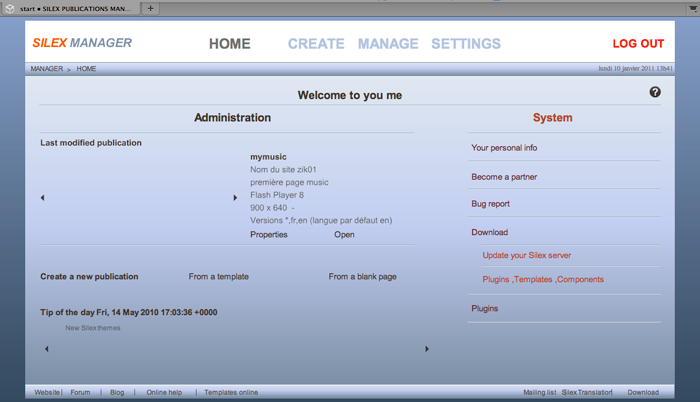 start • SILEX PUBLICATIONS MAN...
SILEX MANAGER
HOME
CREATE
MANAGE
SETTINGS
LOG OUT
MANAGER > HOME
lundi 10 janvier 2011 13h41
Welcome to you me
?
Administration
System
Last modified publication
mymusic
Nom du site zik01
première page music
Flash Player 8
900 x 640 -
Versions *,fr,en (langue par défaut en)
Properties
Open
Create a new publication
From a template
From a blank page
Tip of the day Fri, 14 May 2010 17:03:36 +0000
New Silex themes
Your personal info
Become a partner
Bug report
Download
Update your Silex server
Plugins ,Templates ,Components
Plugins
Website | Forum | Blog | Online help | Templates online
Mailing list | Silex Translation | Download